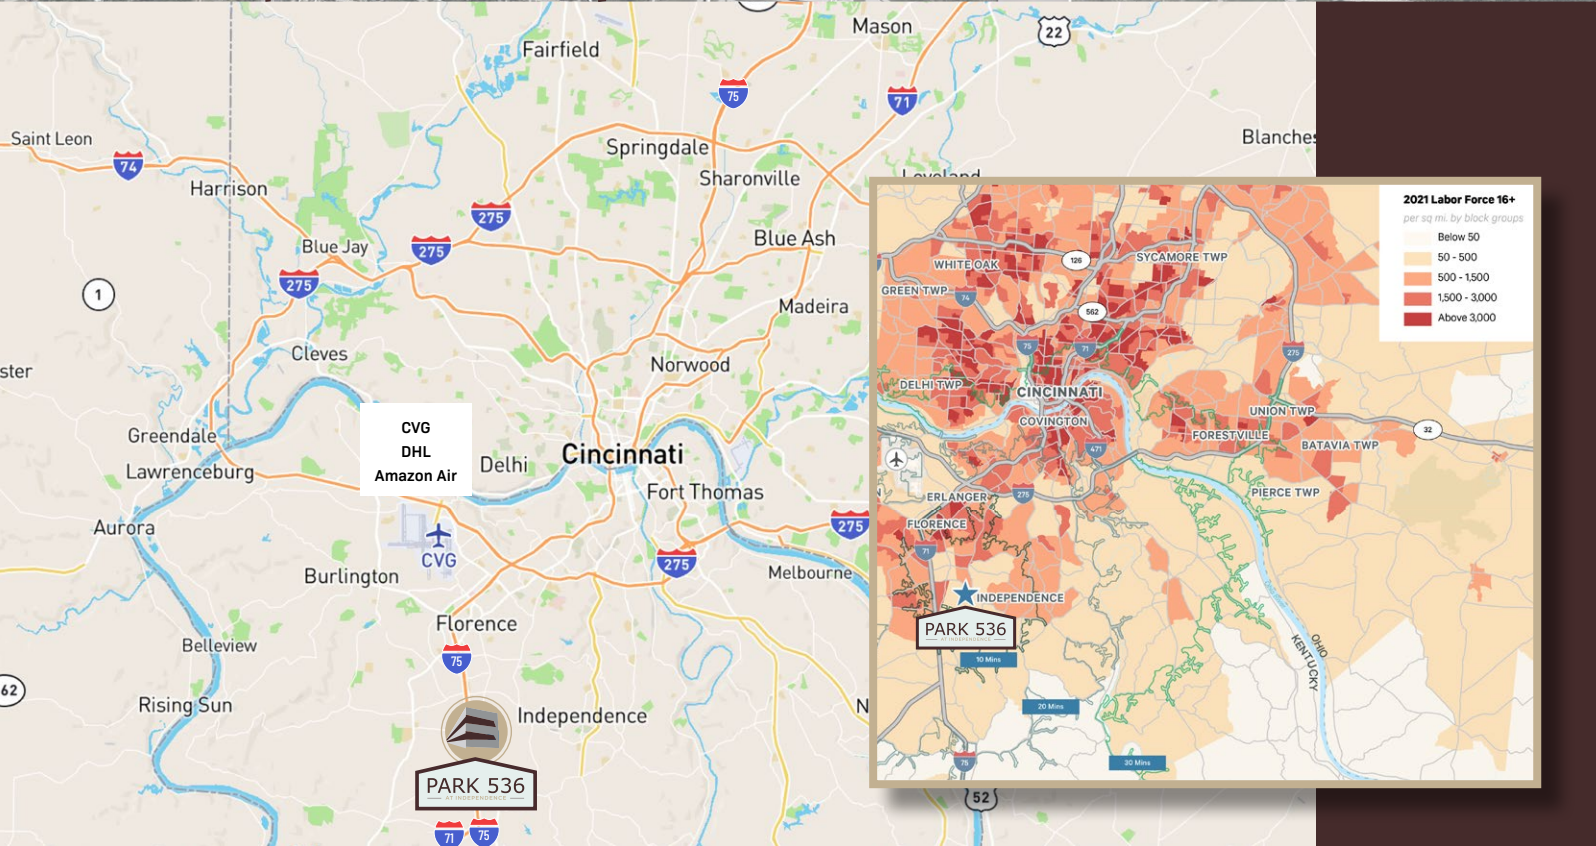 Mason
22
Fairfield
75
71
Saint Leon
74
Springdale
Blanches
Harrison
Sharonville
Loveland
275
Blue Jay
275
Blue Ash
275
1
Madeira
Cleves
Norwood
ster
Greendale
CVG
DHL
Amazon Air
Lawrenceburg
Delhi
Cincinnati
Fort Thomas
Aurora
275
CVG
275
Burlington
Melbourne
Florence
Belleview
75
62
Rising Sun
Independence
N
PARK 536
AT INDEPENDENCE
71
75
52
2021 Labor Force 16+
per sq mi. by block groups
Below 50
50 - 500
500 - 1,500
1,500 - 3,000
Above 3,000
WHITE OAK
126
SYCAMORE TWP
GREEN TWP
74
562
75
71
275
DELHI TWP
CINCINNATI
COVINGTON
UNION TWP
FORESTVILLE
32
BATAVIA TWP
471
ERLANGER
275
PIERCE TWP
FLORENCE
71
INDEPENDENCE
PARK 536
AT INDEPENDENCE
10 Mins
OHIO
KENTUCKY
20 Mins
75
30 Mins